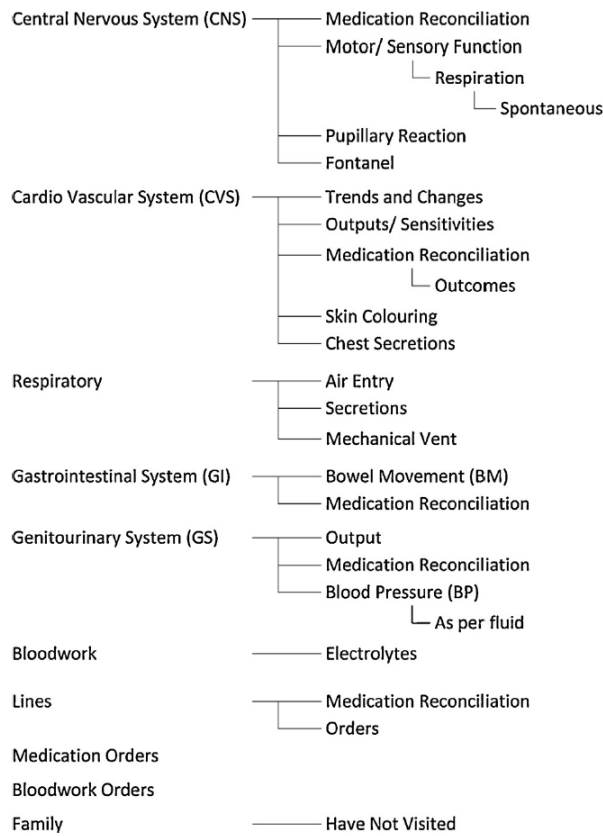 Central Nervous System (CNS) Medication Reconciliation
Motor/ Sensory Function
Respiration
Spontaneous
Pupillary Reaction
Fontanel
Cardio Vascular System (CVS) Trends and Changes
Outputs/ Sensitivities
Medication Reconciliation
Outcomes
Skin Colouring
Chest Secretions
Respiratory Air Entry
Secretions
Mechanical Vent
Gastrointestinal System (GI) Bowel Movement (BM)
Medication Reconciliation
Genitourinary System (GS) Output
Medication Reconciliation
Blood Pressure (BP)
As per fluid
Bloodwork Electrolytes
Lines Medication Reconciliation
Orders
Medication Orders
Bloodwork Orders
Family Have Not Visited